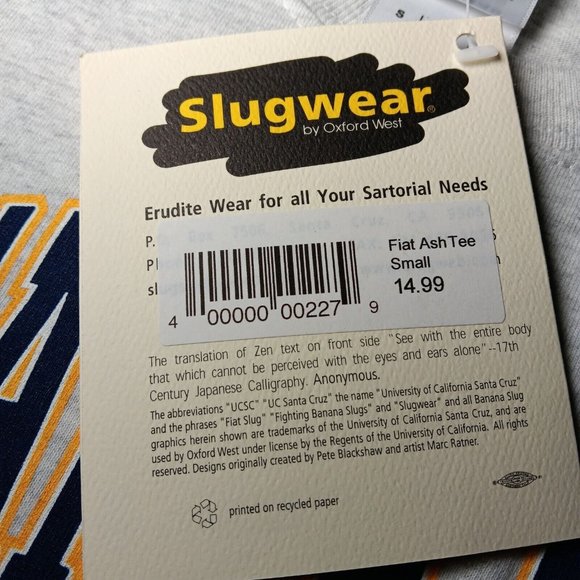 S
Slugwear®
by Oxford West
Erudite Wear for all Your Sartorial Needs
P. Box 7500, Santa Cruz, CA
Fiat Ash Tee
Small
14.99
4 00000 00227 9
The translation of Zen text on front side "See with the entire body
that which cannot be perceived with the eyes and ears alone"--17th
Century Japanese Calligraphy. Anonymous.
The abbreviations "UCSC" "UC Santa Cruz" the name "University of California Santa Cruz"
and the phrases "Fiat Slug" "Fighting Banana Slugs" and "Slugwear" and all Banana Slug
graphics herein shown are trademarks of the University of California Santa Cruz, and are
used by Oxford West under license by the Regents of the University of California. All rights
reserved. Designs originally created by Pete Blackshaw and artist Marc Ratner.
printed on recycled paper